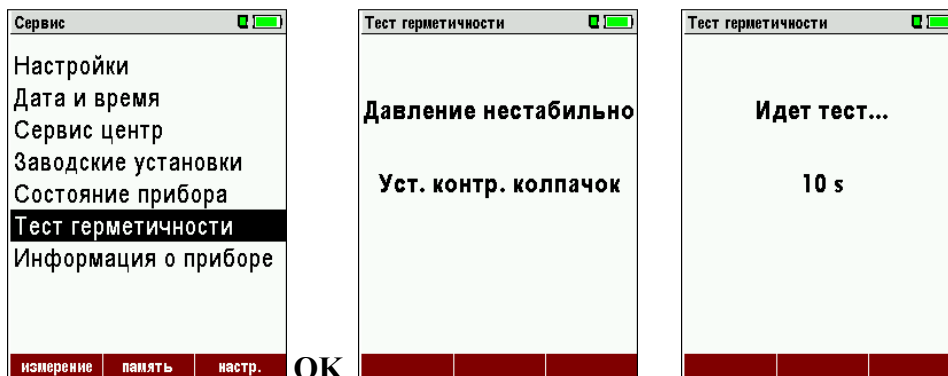 Сервис
Настройки
Дата и время
Сервис центр
Заводские установки
Состояние прибора
Тест герметичности
Информация о приборе
измерение память настр.
OK
Тест герметичности
Давление нестабильно
Уст. контр. колпачок
Тест герметичности
Идет тест...
10 s